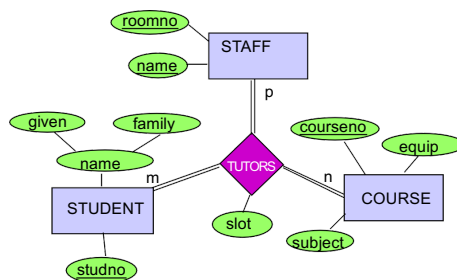 roomno
STAFF
name
p
given
family
courseno
equip
name
TUTORS
m
n
STUDENT
COURSE
slot
subject
studno